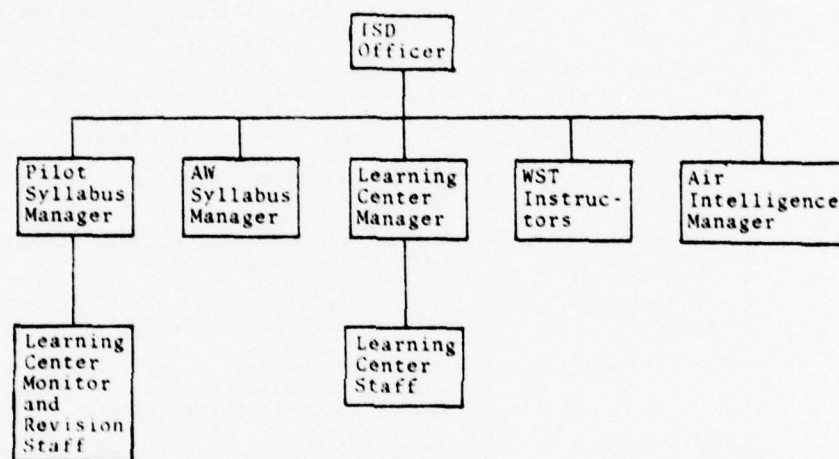 ISD
Officer
Pilot
Syllabus
Manager
AW
Syllabus
Manager
Learning
Center
Manager
WST
Instruc-
tors
Air
Intelligence
Manager
Learning
Center
Monitor
and
Revision
Staff
Learning
Center
Staff